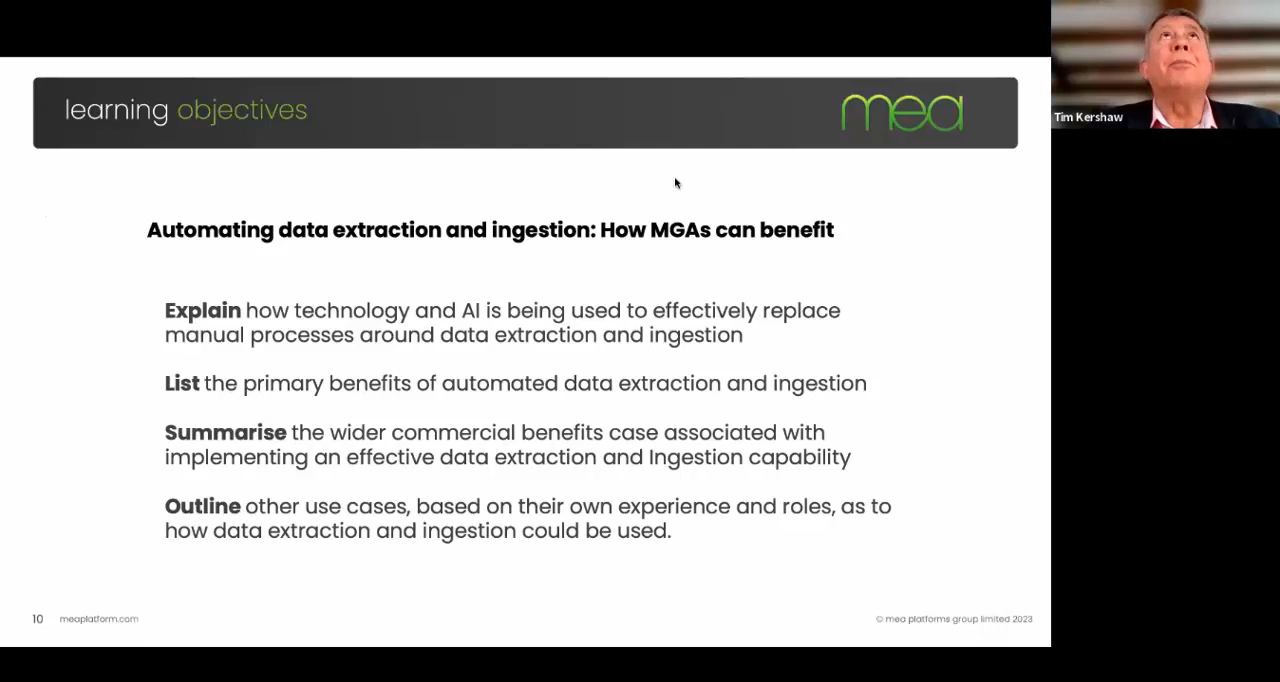 learning objectives
mea
Tim Kershaw
Automating data extraction and ingestion: How MGAs can benefit
Explain how technology and AI is being used to effectively replace
manual processes around data extraction and ingestion
List the primary benefits of automated data extraction and ingestion
Summarise the wider commercial benefits case associated with
implementing an effective data extraction and Ingestion capability
Outline other use cases, based on their own experience and roles, as to
how data extraction and ingestion could be used.
10 meaplatform.com
© mea platforms group limited 2023